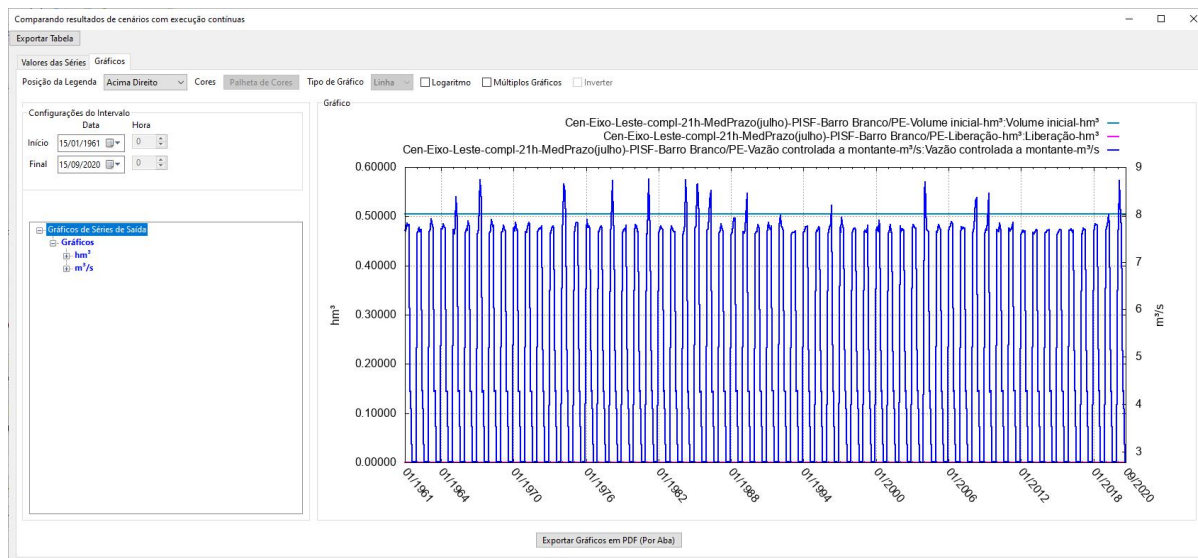 Comparando resultados de cenários com execução contínuas
Exportar Tabela
Valores das Séries Gráficos
Posição da Legenda Acima Direito Cores Palheta de Cores Tipo de Gráfico Linha Logaritmo Múltiplos Gráficos Inverter
Configurações do Intervalo
Data Hora
Início 15/01/1961 0
Final 15/09/2020 0
Gráficos de Séries de Saída
Gráficos
hm³
m³/s
Gráfico
Cen-Eixo-Leste-compl-21h-MedPrazo(julho)-PISF-Barro Branco/PE-Volume inicial-hm³:Volume inicial-hm³
Cen-Eixo-Leste-compl-21h-MedPrazo(julho)-PISF-Barro Branco/PE-Liberação-hm³:Liberação-hm³
Cen-Eixo-Leste-compl-21h-MedPrazo(julho)-PISF-Barro Branco/PE-Vazão controlada a montante-m³/s:Vazão controlada a montante-m³/s
0.60000 9
0.50000 8
0.40000 7
0.30000 6
0.20000 5
0.10000 4
0.00000 3
hm³
m³/s
01/1961 01/1964 01/1970 01/1976 01/1982 01/1988 01/1994 01/2000 01/2006 01/2012 01/2018 09/2020
Exportar Gráficos em PDF (Por Aba)